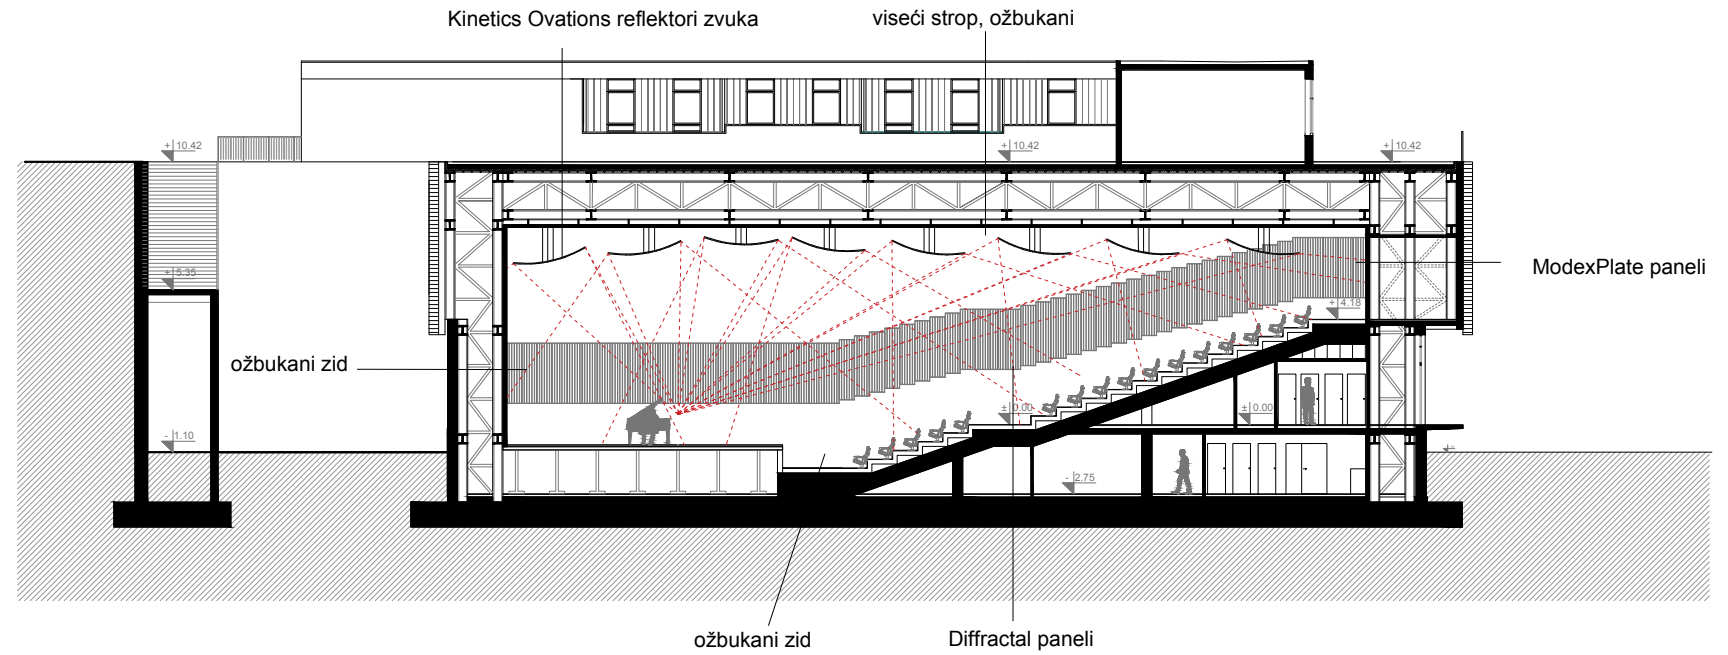 Kinetics Ovations reflektori zvuka
viseći strop, ožbukani
+ 10.42
+ 10.42
+ 10.42
+ 5.35
ModexPlate paneli
+ 4.18
ožbukani zid
± 0.00
± 0.00
- 1.10
- 2.75
ožbukani zid
Diffractal paneli